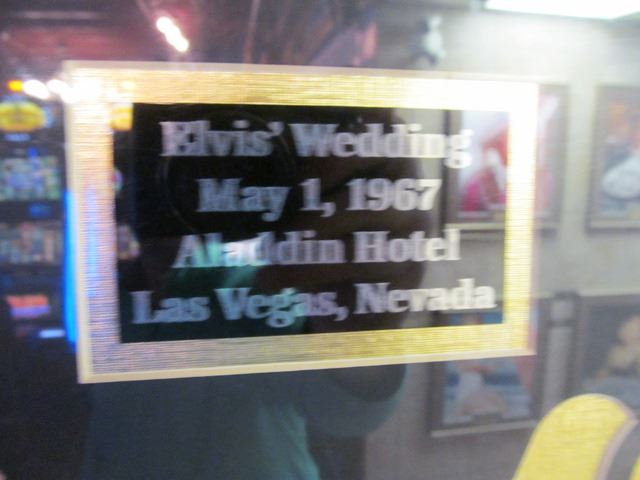 Elvis' Wedding
May 1, 1967
Aladdin Hotel
Las Vegas, Nevada